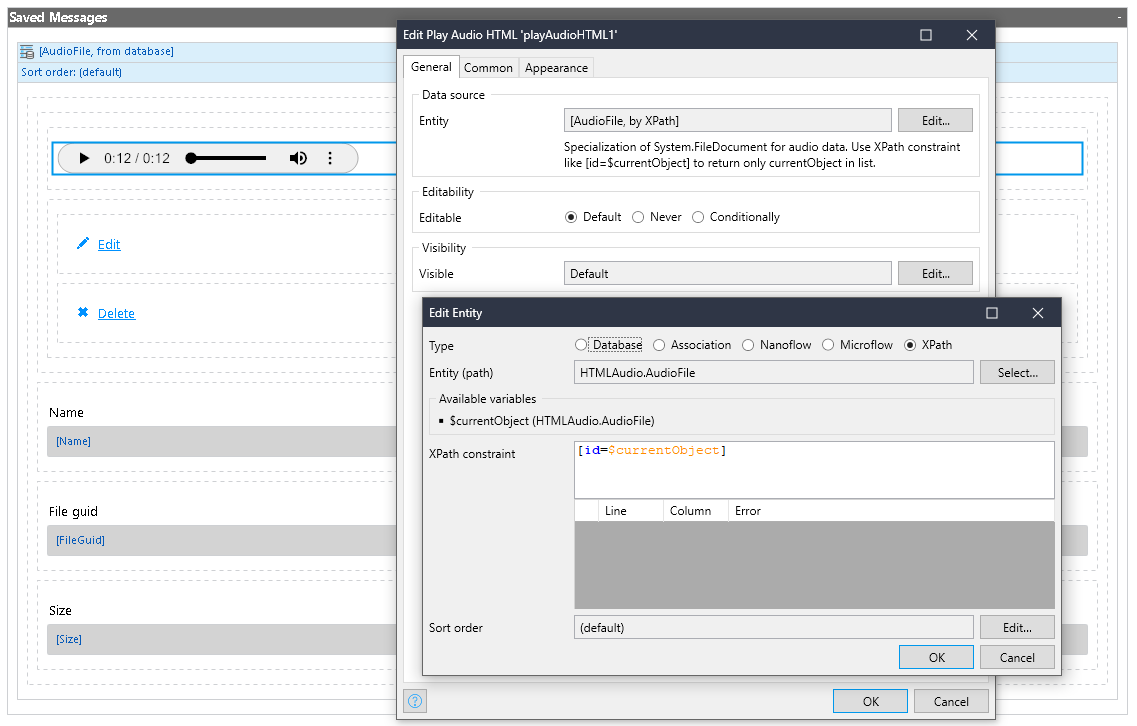 Saved Messages
-
[AudioFile, from database]
Sort order: (default)
0:12 / 0:12
Edit
Delete
Name
[Name]
File guid
[FileGuid]
Size
[Size]
Edit Play Audio HTML 'playAudioHTML1'
General Common Appearance
Data source
Entity [AudioFile, by XPath] Edit...
Specialization of System.FileDocument for audio data. Use XPath constraint
like [id=$currentObject] to return only currentObject in list.
Editability
Editable Default Never Conditionally
Visibility
Visible Default Edit...
Edit Entity
Type Database Association Nanoflow Microflow XPath
Entity (path) HTMLAudio.AudioFile Select...
Available variables
▪ $currentObject (HTMLAudio.AudioFile)
XPath constraint [id=$currentObject]
Line Column Error
Sort order (default) Edit...
OK Cancel
? OK Cancel